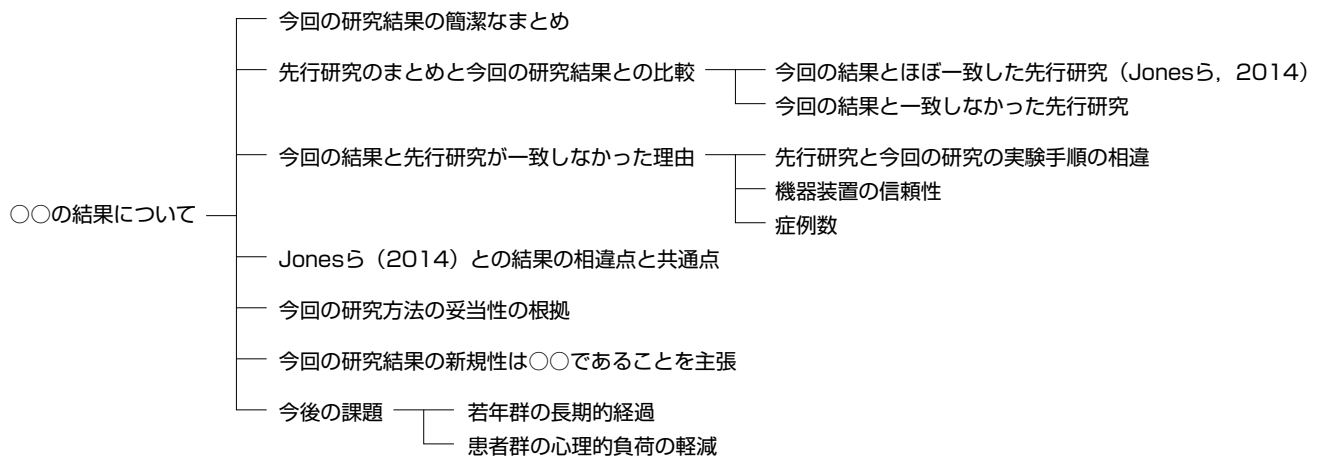 今回の研究結果の簡潔なまとめ
先行研究のまとめと今回の研究結果との比較
今回の結果とほぼ一致した先行研究（Jonesら，2014）
今回の結果と一致しなかった先行研究
今回の結果と先行研究が一致しなかった理由
先行研究と今回の研究の実験手順の相違
機器装置の信頼性
症例数
○○の結果について
Jonesら（2014）との結果の相違点と共通点
今回の研究方法の妥当性の根拠
今回の研究結果の新規性は○○であることを主張
今後の課題
若年群の長期的経過
患者群の心理的負荷の軽減